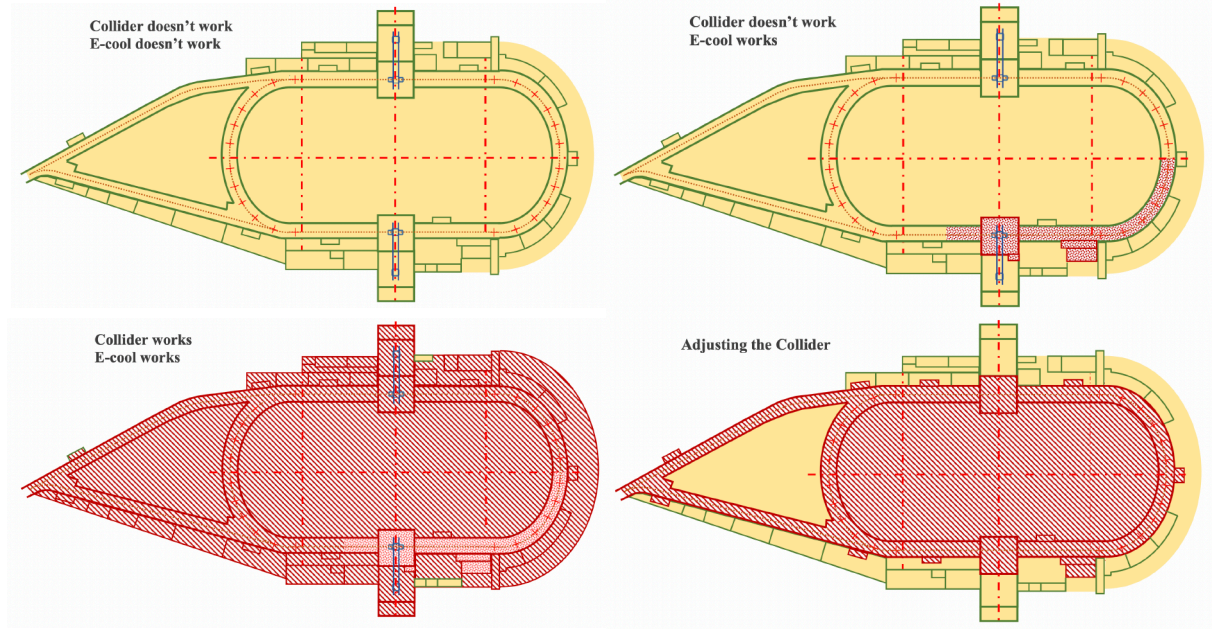 Collider doesn’t work
E-cool doesn’t work
Collider doesn’t work
E-cool works
Collider works
E-cool works
Adjusting the Collider